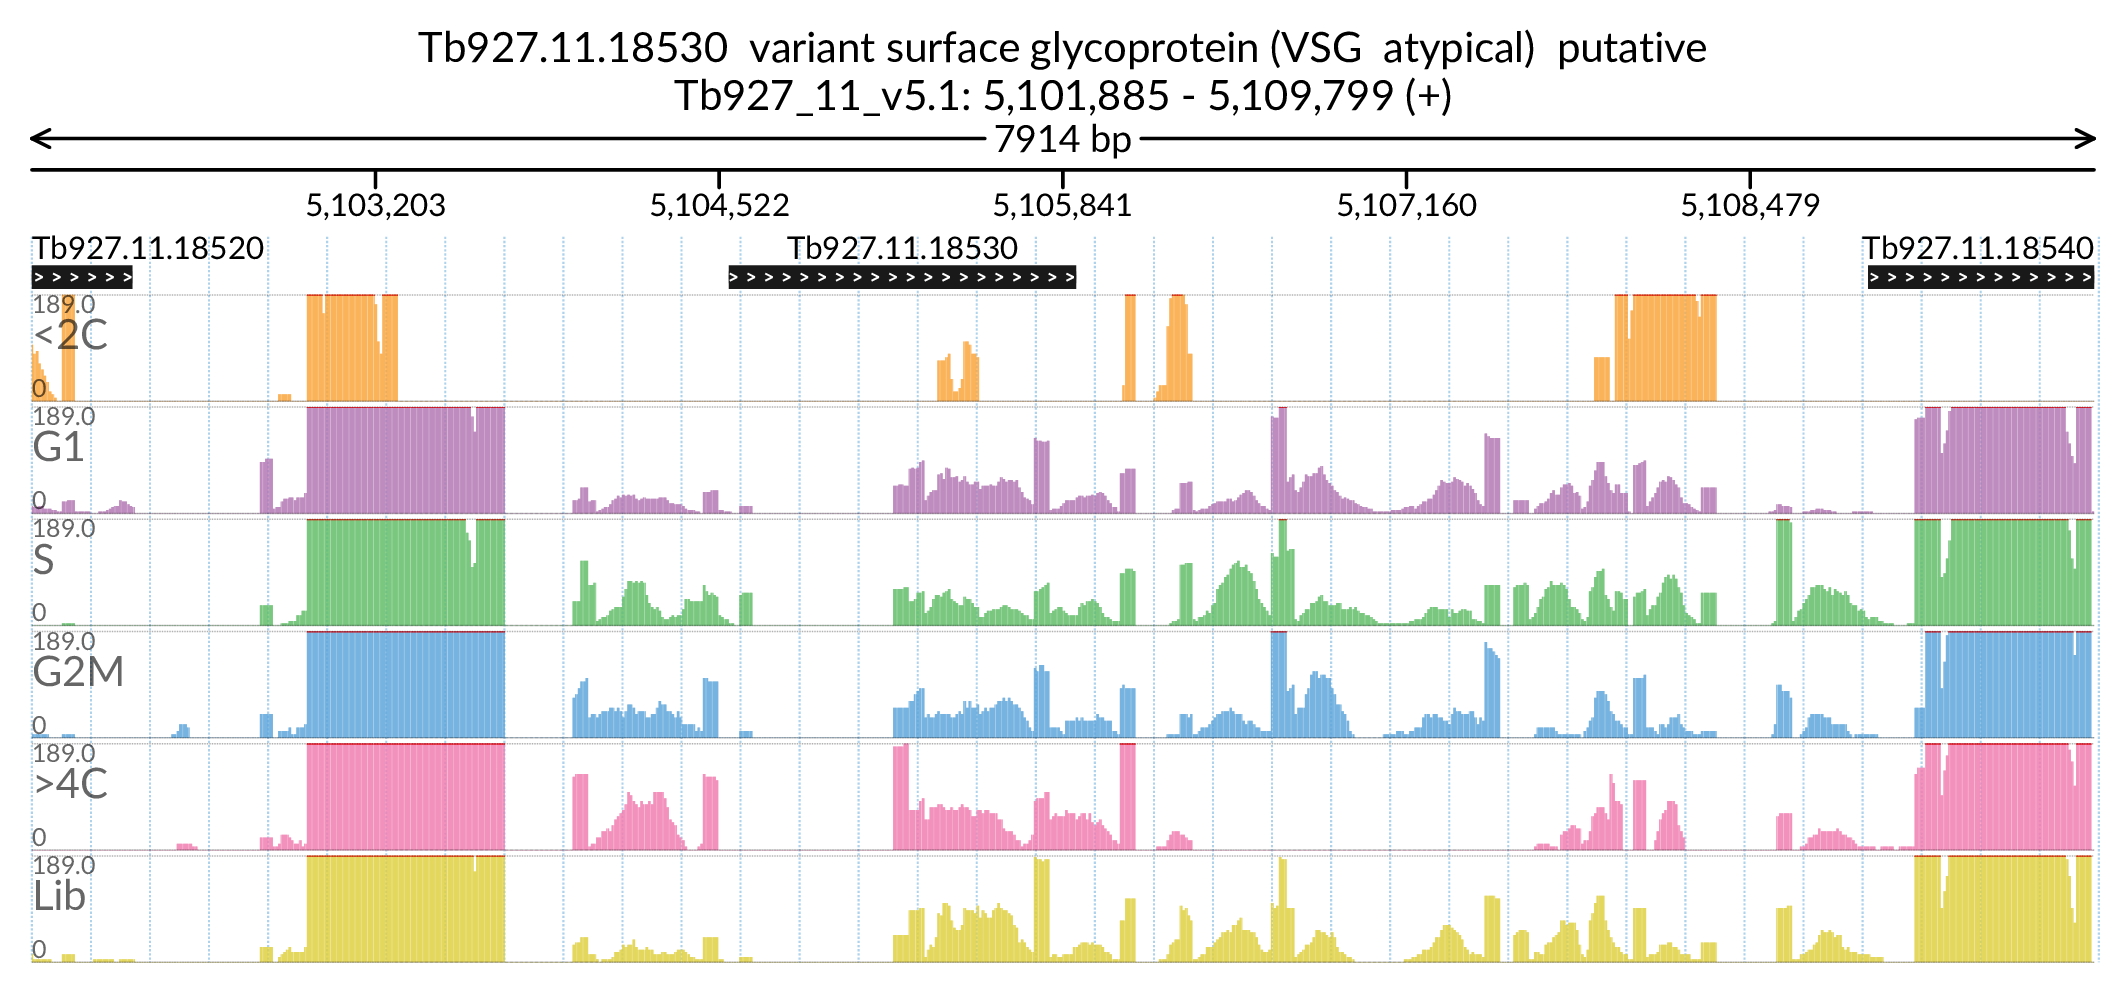 Tb927.11.18530 variant surface glycoprotein (VSG atypical) putative
Tb927_11_v5.1: 5,101,885 - 5,109,799 (+)
7914 bp
5,103,203 5,104,522 5,105,841 5,107,160 5,108,479
Tb927.11.18520 Tb927.11.18530 Tb927.11.18540
189.0
<2C
0
189.0
G1
0
189.0
S
0
189.0
G2M
0
189.0
>4C
0
189.0
Lib
0